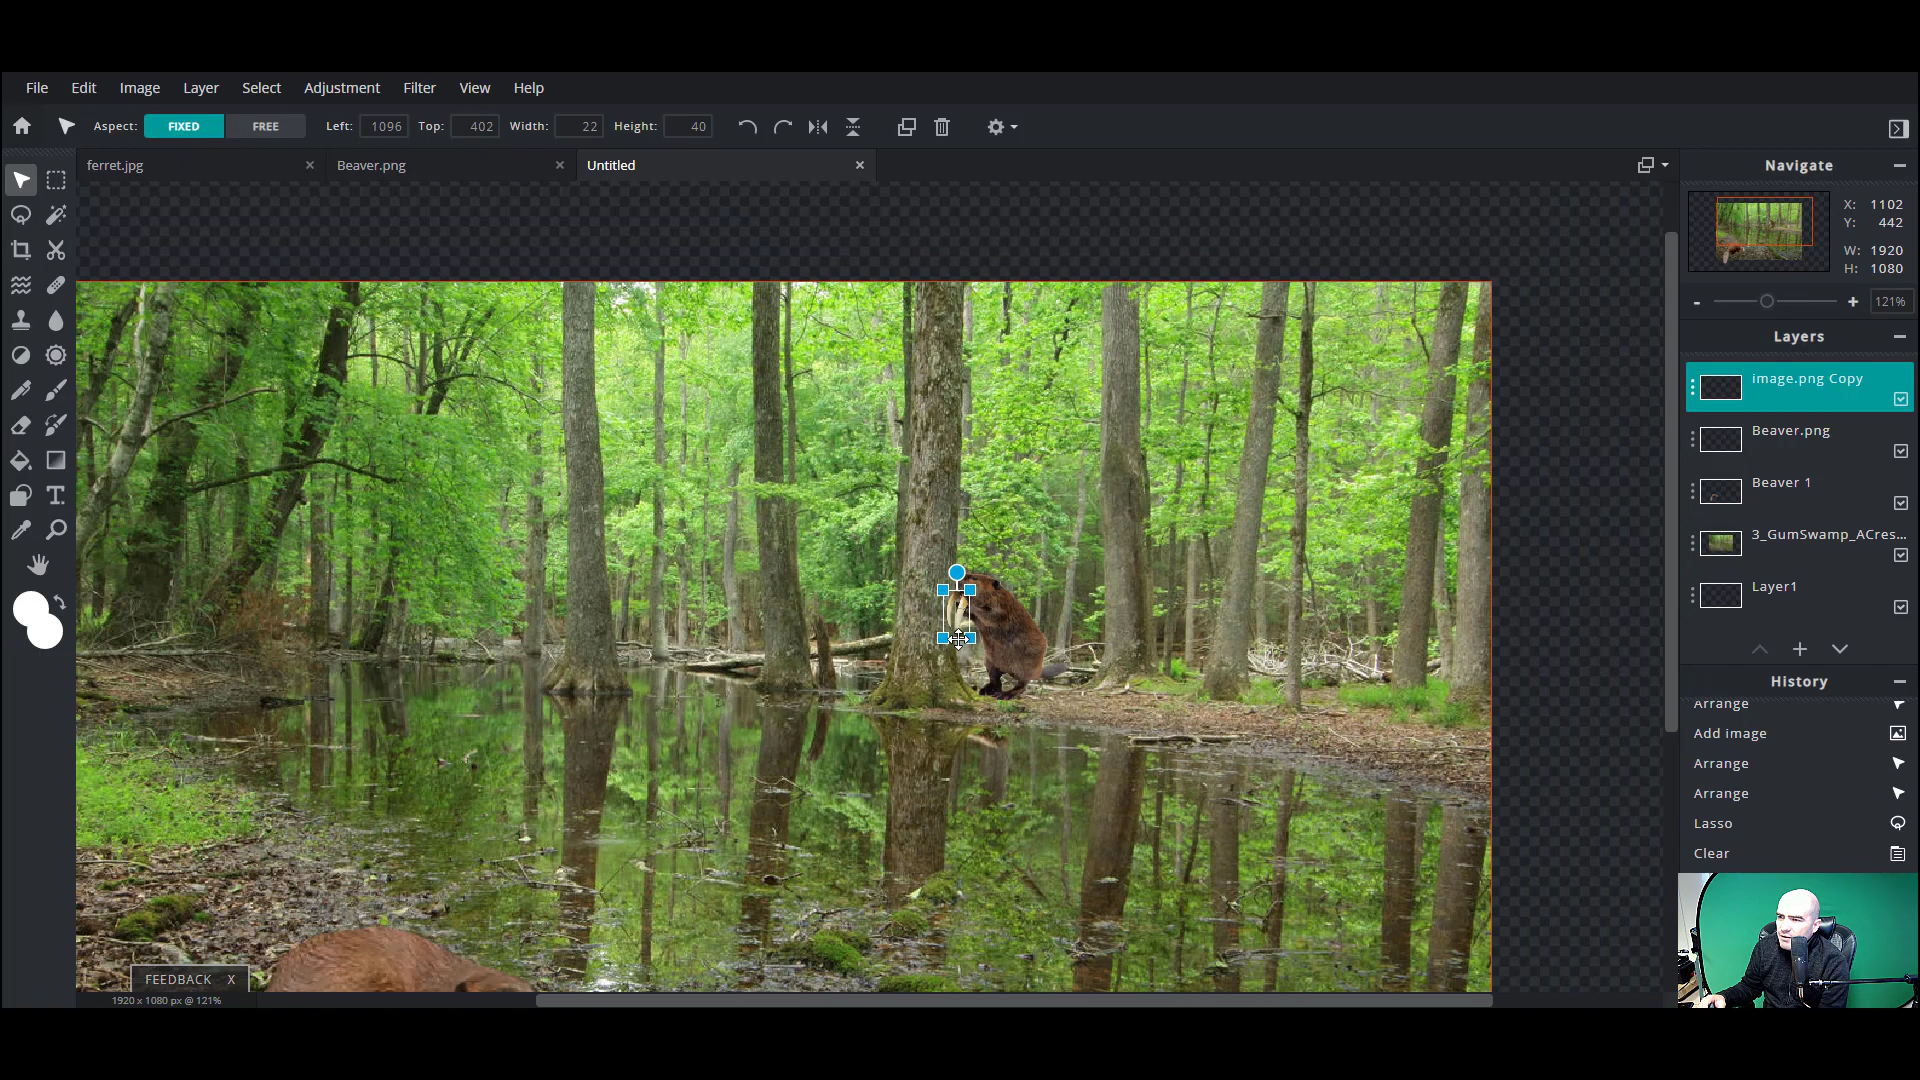 File Edit Image Layer Select Adjustment Filter View Help
Aspect: FIXED FREE Left: 1096 Top: 402 Width: 22 Height: 40
ferret.jpg Beaver.png Untitled
Navigate
X: 1102
Y: 442
W: 1920
H: 1080
- + 121%
Layers
image.png Copy
Beaver.png
Beaver 1
3_GumSwamp_ACres...
Layer1
History
Arrange
Add image
Arrange
Arrange
Lasso
Clear
FEEDBACK X
1920 x 1080 px @ 121%